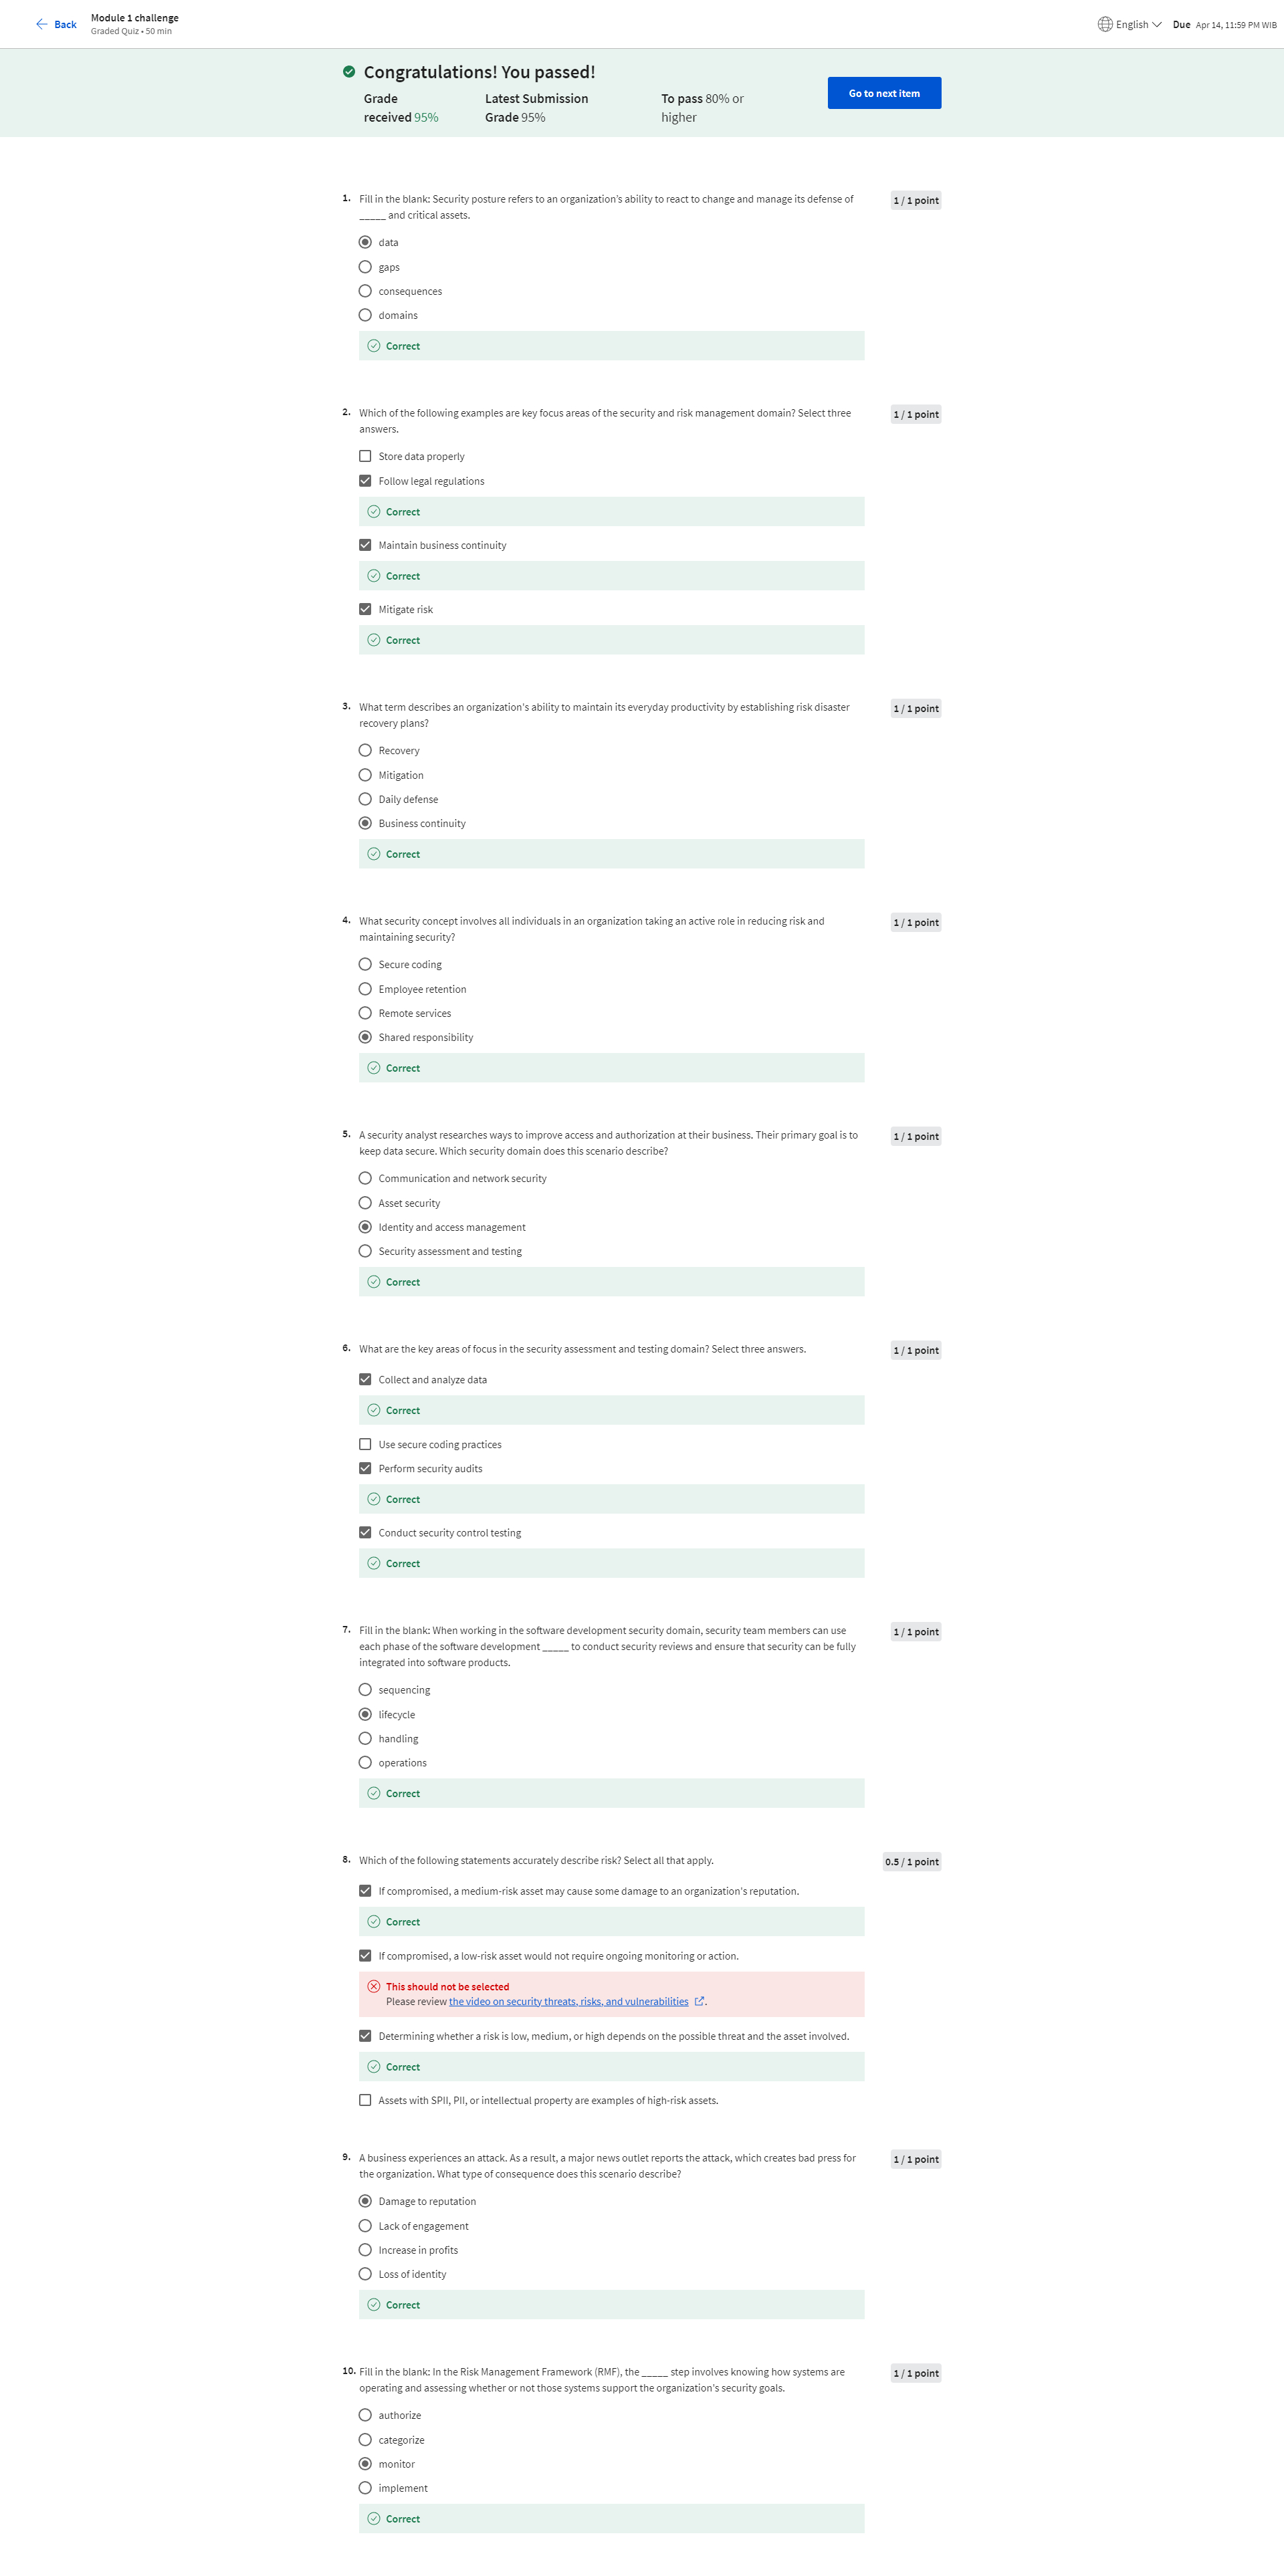 Back
Module 1 challenge
Graded Quiz • 50 min
English
Due Apr 14, 11:59 PM WIB
Congratulations! You passed!
Grade received 95%
Latest Submission Grade 95%
To pass 80% or higher
Go to next item
1. Fill in the blank: Security posture refers to an organization’s ability to react to change and manage its defense of
_____ and critical assets.
1 / 1 point
data
gaps
consequences
domains
Correct
2. Which of the following examples are key focus areas of the security and risk management domain? Select three
answers.
1 / 1 point
Store data properly
Follow legal regulations
Correct
Maintain business continuity
Correct
Mitigate risk
Correct
3. What term describes an organization's ability to maintain its everyday productivity by establishing risk disaster
recovery plans?
1 / 1 point
Recovery
Mitigation
Daily defense
Business continuity
Correct
4. What security concept involves all individuals in an organization taking an active role in reducing risk and
maintaining security?
1 / 1 point
Secure coding
Employee retention
Remote services
Shared responsibility
Correct
5. A security analyst researches ways to improve access and authorization at their business. Their primary goal is to
keep data secure. Which security domain does this scenario describe?
1 / 1 point
Communication and network security
Asset security
Identity and access management
Security assessment and testing
Correct
6. What are the key areas of focus in the security assessment and testing domain? Select three answers.
1 / 1 point
Collect and analyze data
Correct
Use secure coding practices
Perform security audits
Correct
Conduct security control testing
Correct
7. Fill in the blank: When working in the software development security domain, security team members can use
each phase of the software development _____ to conduct security reviews and ensure that security can be fully
integrated into software products.
1 / 1 point
sequencing
lifecycle
handling
operations
Correct
8. Which of the following statements accurately describe risk? Select all that apply.
0.5 / 1 point
If compromised, a medium-risk asset may cause some damage to an organization's reputation.
Correct
If compromised, a low-risk asset would not require ongoing monitoring or action.
This should not be selected
Please review the video on security threats, risks, and vulnerabilities .
Determining whether a risk is low, medium, or high depends on the possible threat and the asset involved.
Correct
Assets with SPII, PII, or intellectual property are examples of high-risk assets.
9. A business experiences an attack. As a result, a major news outlet reports the attack, which creates bad press for
the organization. What type of consequence does this scenario describe?
1 / 1 point
Damage to reputation
Lack of engagement
Increase in profits
Loss of identity
Correct
10. Fill in the blank: In the Risk Management Framework (RMF), the _____ step involves knowing how systems are
operating and assessing whether or not those systems support the organization’s security goals.
1 / 1 point
authorize
categorize
monitor
implement
Correct